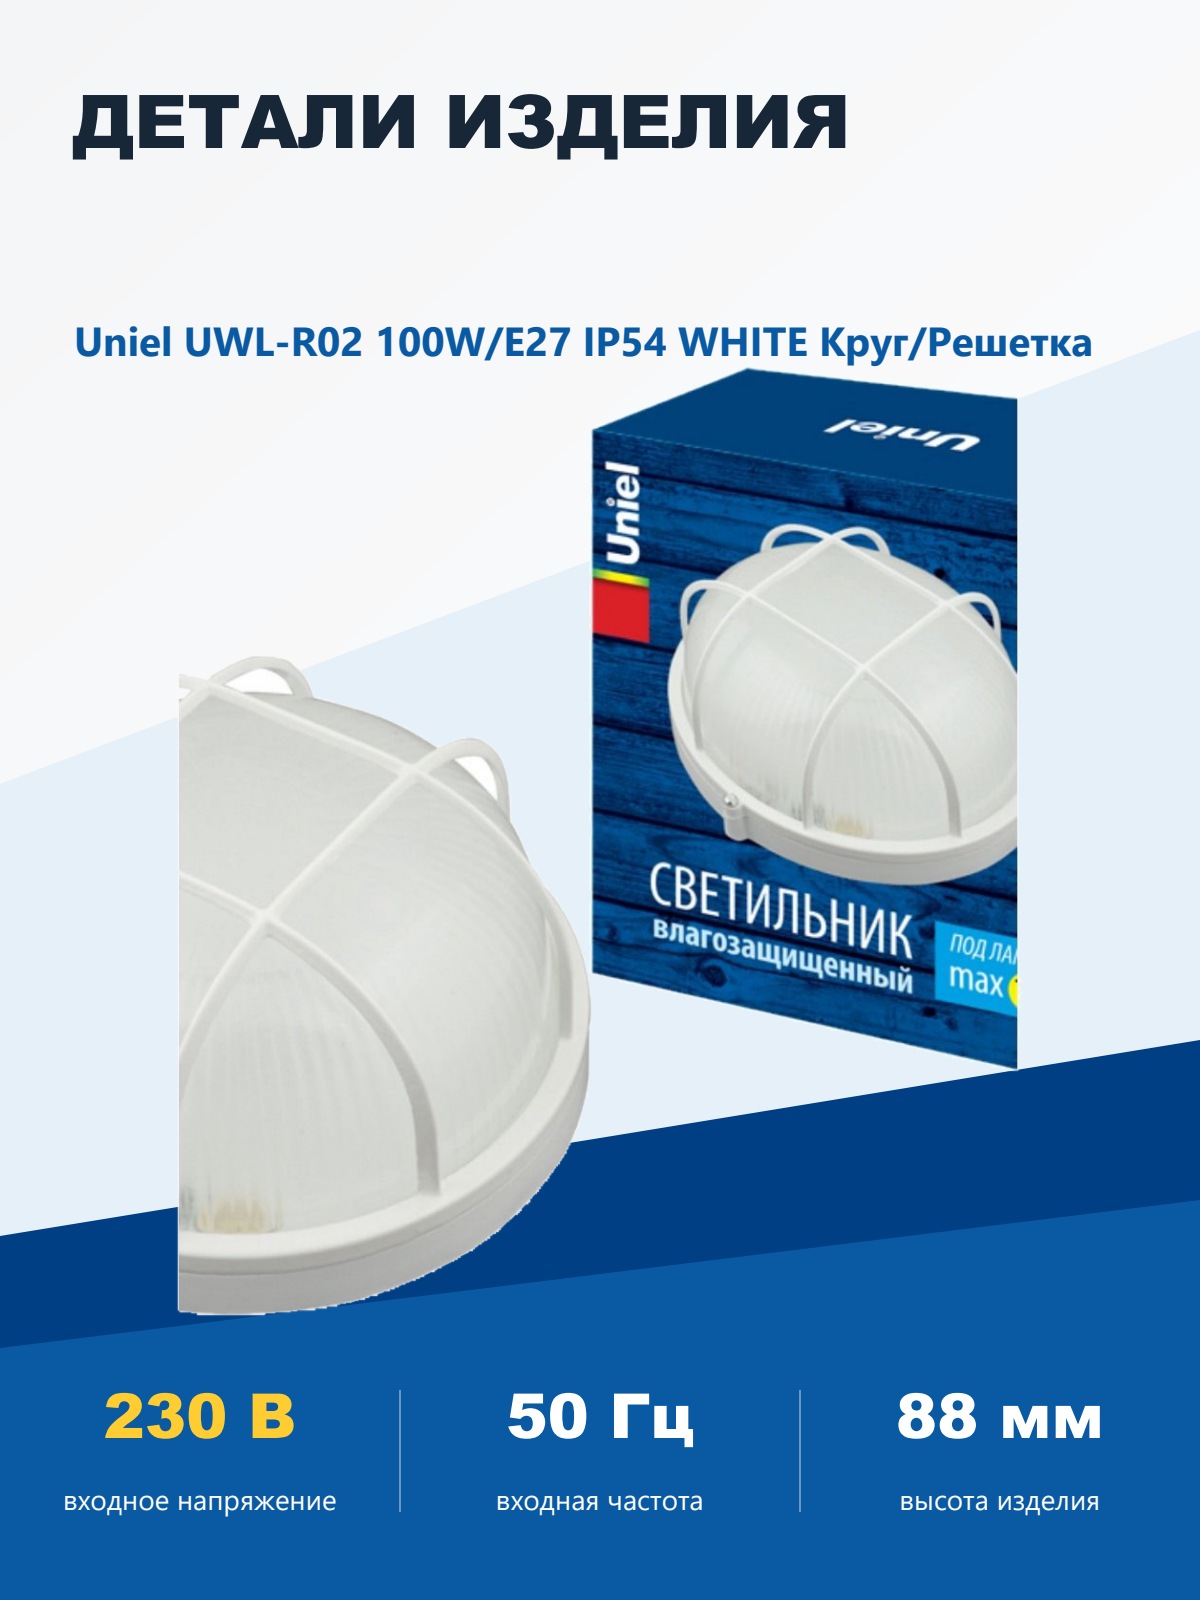 ДЕТАЛИ ИЗДЕЛИЯ
Uniel UWL-R02 100W/E27 IP54 WHITE Круг/Решетка
Uniel
Uniel
СВЕТИЛЬНИК
влагозащищенный
ПОД
max
230 В
50 Гц
88 мм
входное напряжение
входная частота
высота изделия